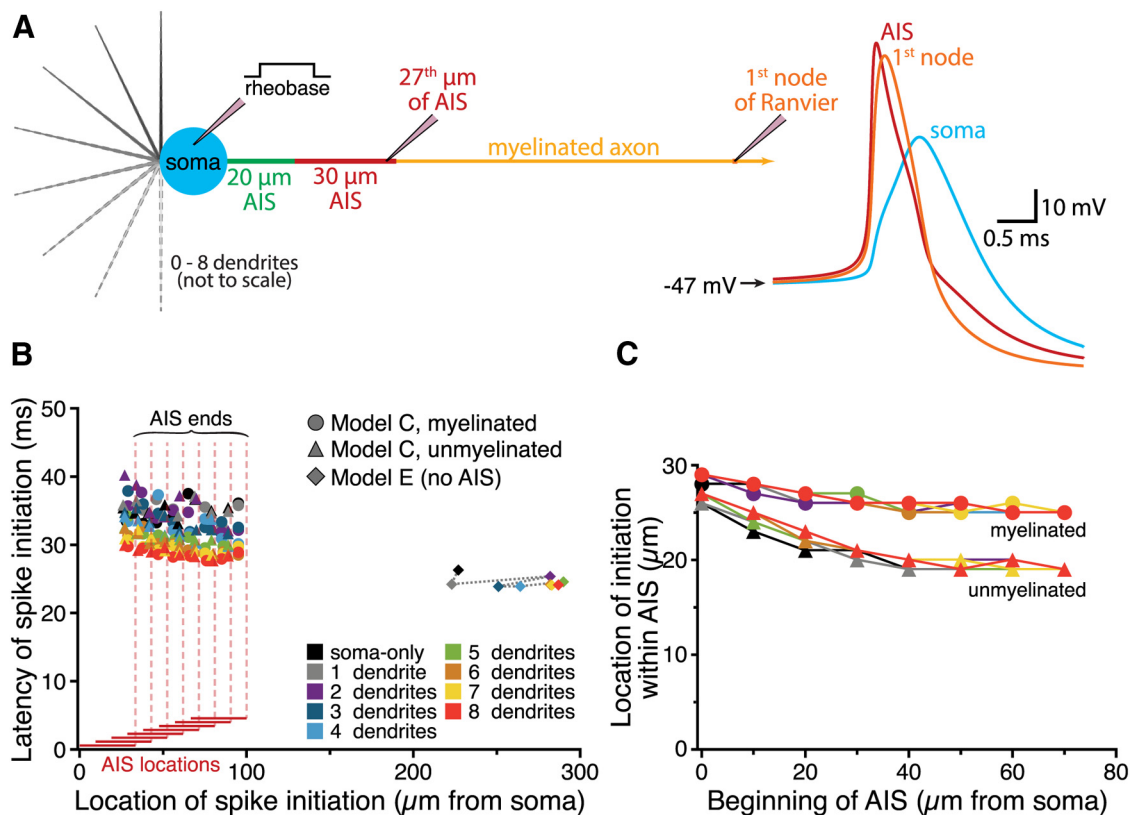 A
rheobase
soma
20 μm
AIS
30 μm
AIS
27th μm
of AIS
myelinated axon
1st node
of Ranvier
0 - 8 dendrites
(not to scale)
AIS
1st node
soma
10 mV
0.5 ms
-47 mV
B
Latency of spike initiation (ms)
50
40
30
20
10
0
AIS ends
Model C, myelinated
Model C, unmyelinated
Model E (no AIS)
soma-only
1 dendrite
2 dendrites
3 dendrites
4 dendrites
5 dendrites
6 dendrites
7 dendrites
8 dendrites
AIS locations
0
100
200
300
Location of spike initiation (μm from soma)
C
Location of initiation
within AIS (μm)
30
20
10
0
myelinated
unmyelinated
0
20
40
60
80
Beginning of AIS (μm from soma)